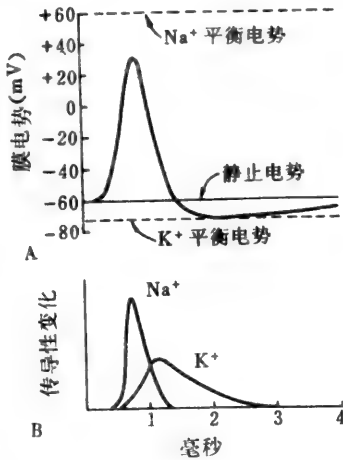 +60
Na⁺ 平衡电势
+40
+20
0
-20
-40
静止电势
-60
-80
K⁺ 平衡电势
膜电势(mV)
A
Na⁺
K⁺
传导性变化
B
1 2 3 4
毫秒